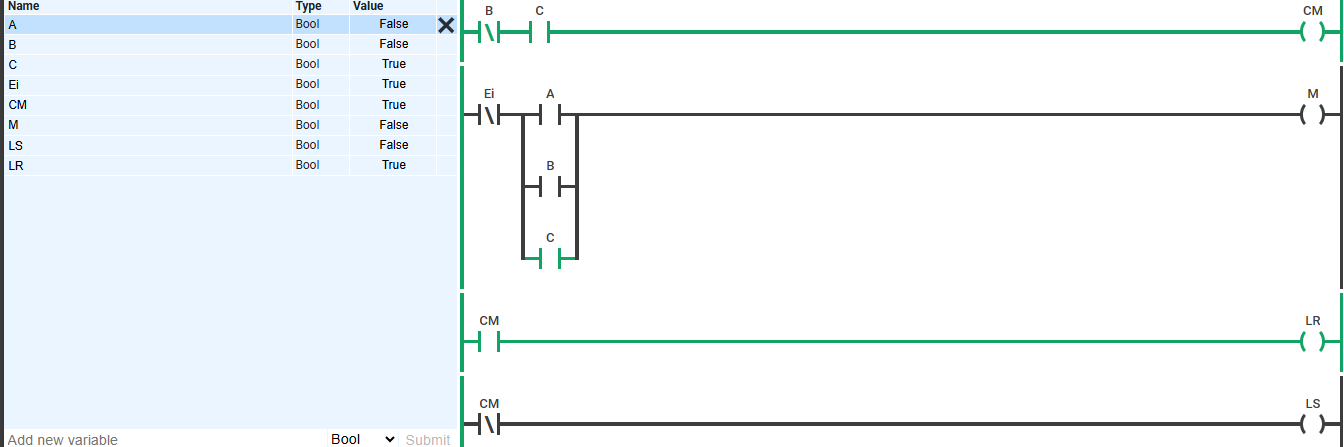 Name Type Value
A Bool False
B Bool False
C Bool True
Ei Bool True
CM Bool True
M Bool False
LS Bool False
LR Bool True
Add new variable Bool Submit
B C CM
Ei A M
B
C
CM LR
CM LS